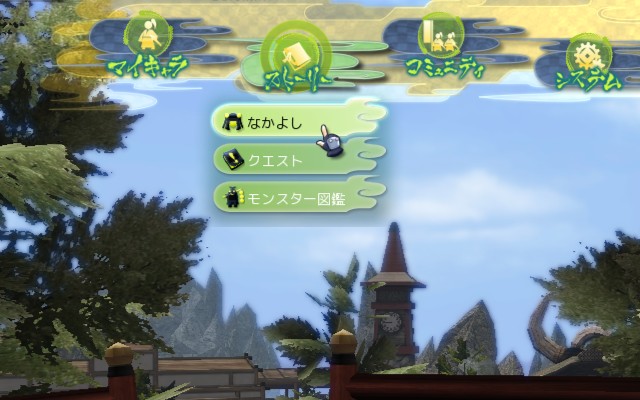 マイキャラ
ストーリー
コミュニティ
システム
なかよし
クエスト
モンスター図鑑